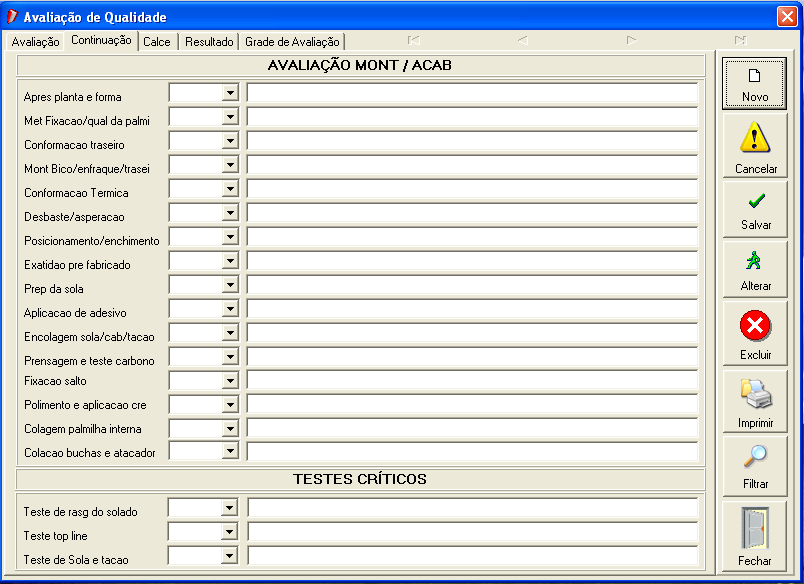 Avaliação de Qualidade
Avaliação Continuação Calce Resultado Grade de Avaliação
AVALIAÇÃO MONT / ACAB
Apres planta e forma
Met Fixacao/qual da palmi
Conformacao traseiro
Mont Bico/enfraque/trasei
Conformacao Termica
Desbaste/asperacao
Posicionamento/enchimento
Exatidao pre fabricado
Prep da sola
Aplicacao de adesivo
Encolagem sola/cab/tacao
Prensagem e teste carbono
Fixacao salto
Polimento e aplicacao cre
Colagem palmilha interna
Colacao buchas e atacador
TESTES CRÍTICOS
Teste de rasg do solado
Teste top line
Teste de Sola e tacao
Novo
Cancelar
Salvar
Alterar
Excluir
Imprimir
Filtrar
Fechar